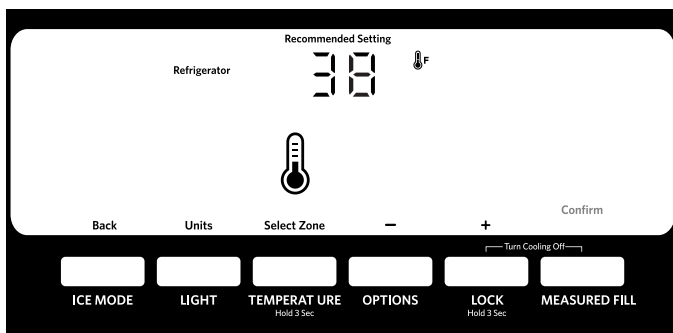 Recommended Setting
Refrigerator 38 F
Back Units Select Zone – + Confirm
Turn Cooling Off
ICE MODE LIGHT TEMPERAT URE OPTIONS LOCK MEASURED FILL
Hold 3 Sec Hold 3 Sec